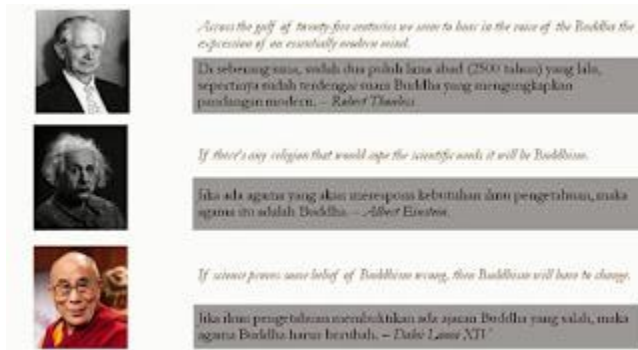 Across the gulf of twenty-five centuries we seem to hear in the voice of the Buddha the
expression of an essentially modern mind.
Di seberang sana, sudah dua puluh lima abad (2500 tahun) yang lalu,
sepertinya sudah terdengar suara Buddha yang mengungkapkan
pandangan modern. – Robert
If there's any religion that would cope the scientific needs it will be Buddhism.
Jika ada agama yang akan merespons kebutuhan ilmu pengetahuan, maka
agama itu adalah Buddha. – Albert Einstein
If science proves some belief of Buddhism wrong, then Buddhism will have to change.
Jika ilmu pengetahuan membuktikan ada ajaran Buddha yang salah, maka
agama Buddha harus berubah. – Dalai Lama XIV